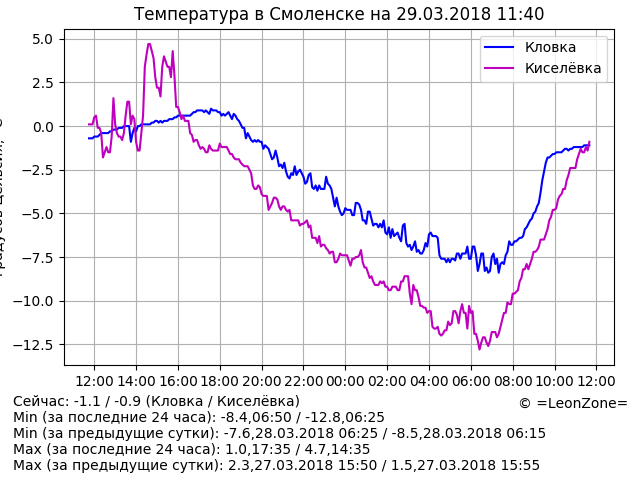 Температура в Смоленске на 29.03.2018 11:40
5.0
2.5
0.0
−2.5
−5.0
−7.5
−10.0
−12.5
Кловка
Киселёвка
12:00 14:00 16:00 18:00 20:00 22:00 00:00 02:00 04:00 06:00 08:00 10:00 12:00
Сейчас: -1.1 / -0.9 (Кловка / Киселёвка)
© =LeonZone=
Min (за последние 24 часа): -8.4,06:50 / -12.8,06:25
Min (за предыдущие сутки): -7.6,28.03.2018 06:25 / -8.5,28.03.2018 06:15
Max (за последние 24 часа): 1.0,17:35 / 4.7,14:35
Max (за предыдущие сутки): 2.3,27.03.2018 15:50 / 1.5,27.03.2018 15:55